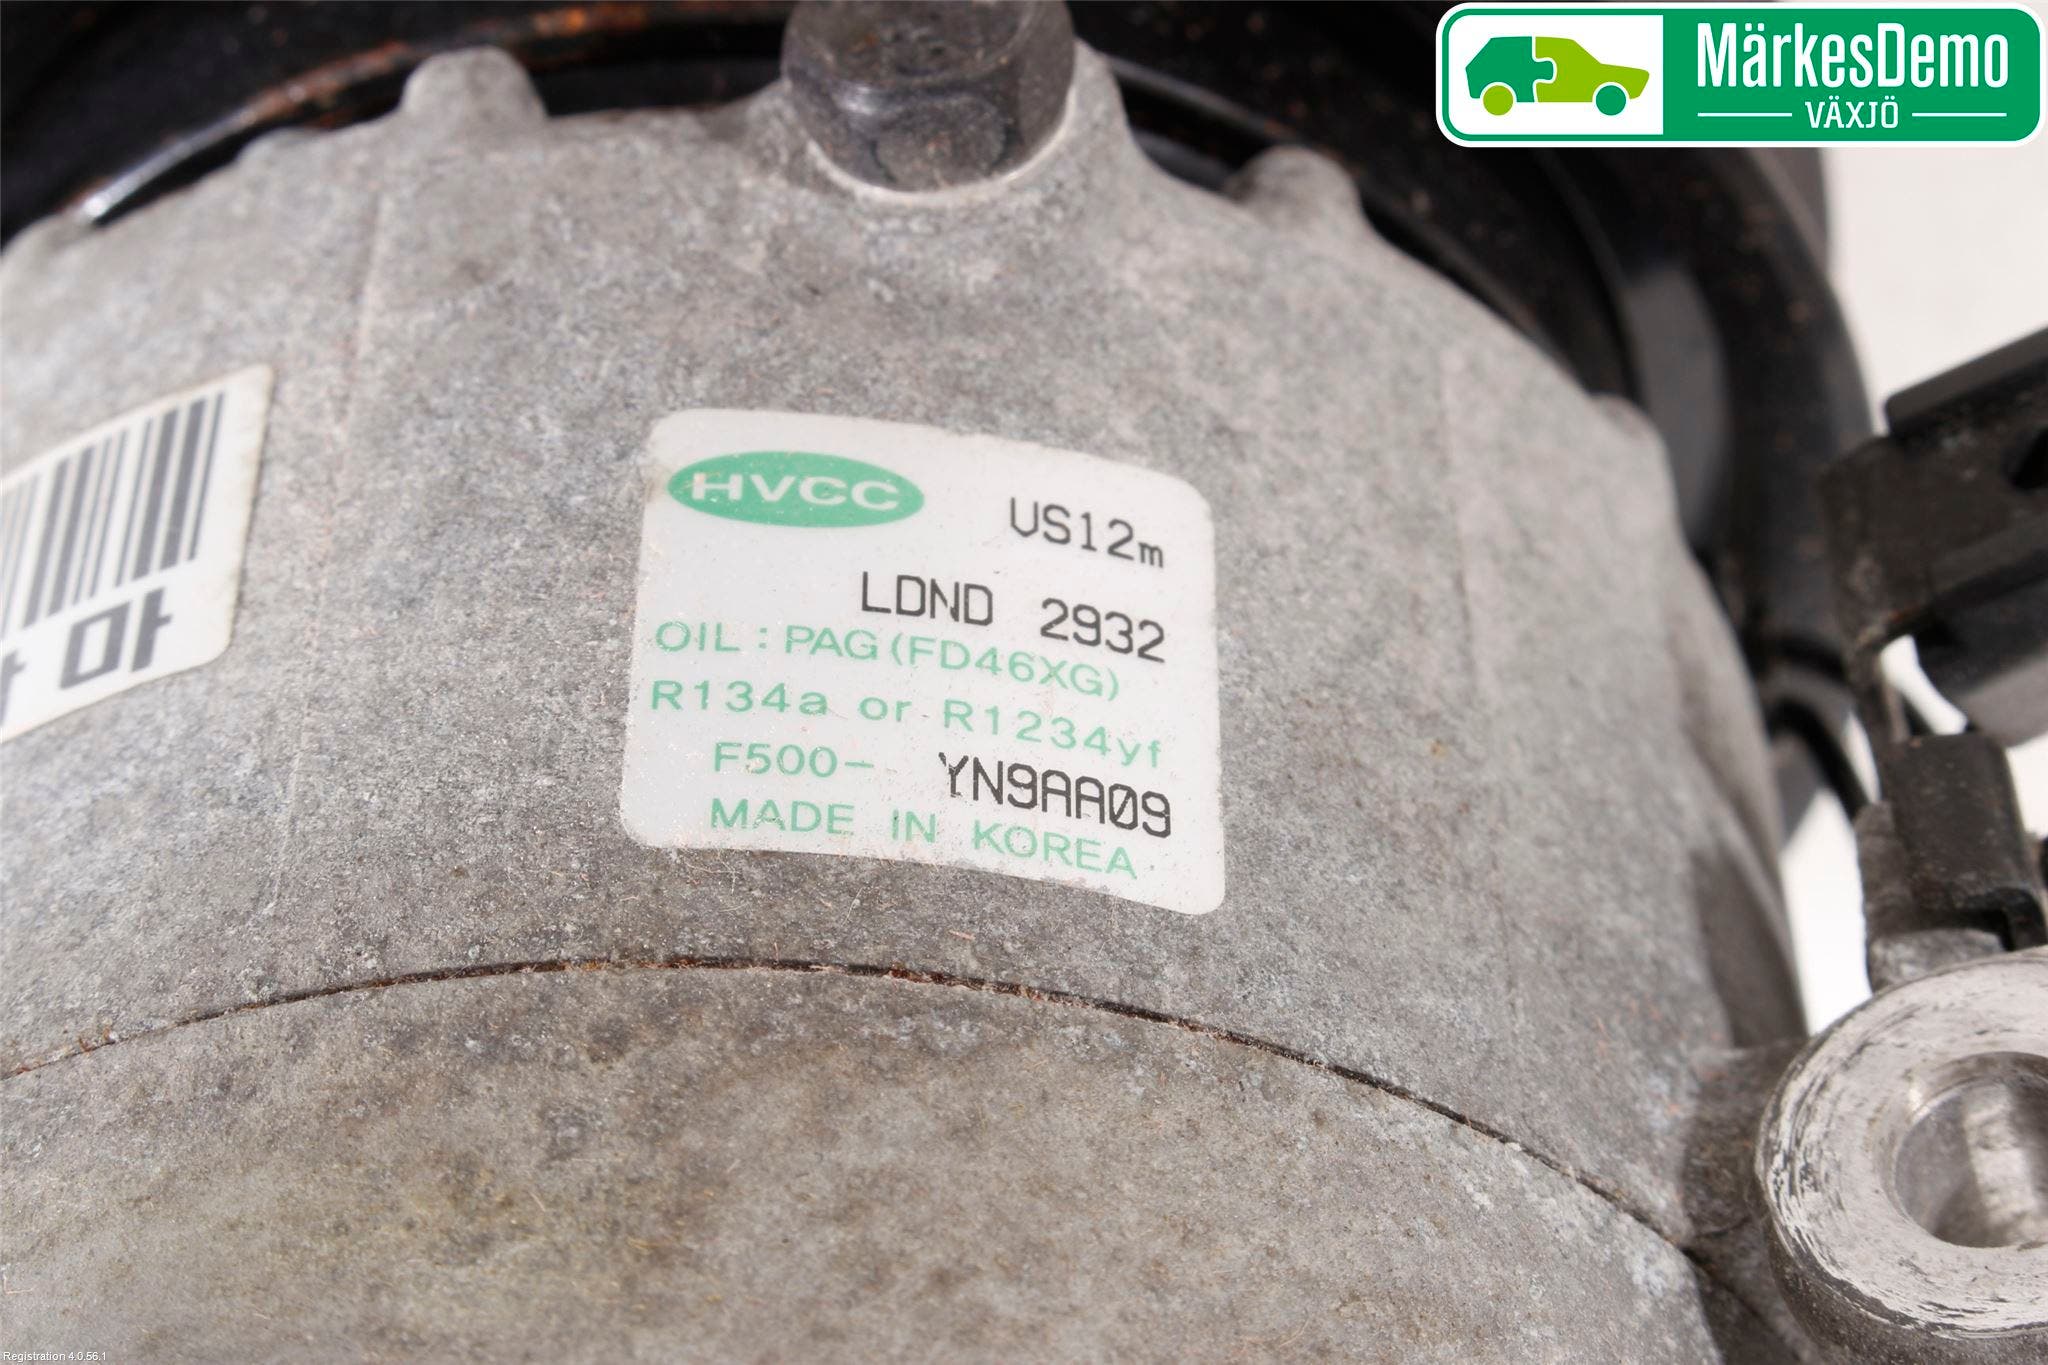 MärkesDemo
VÄXJÖ
HVCC
VS12m
LDND 2932
OIL : PAG (FD46XG)
R134a or R1234yf
F500- YN9AA09
MADE IN KOREA
마
Registration 4.0.56.1